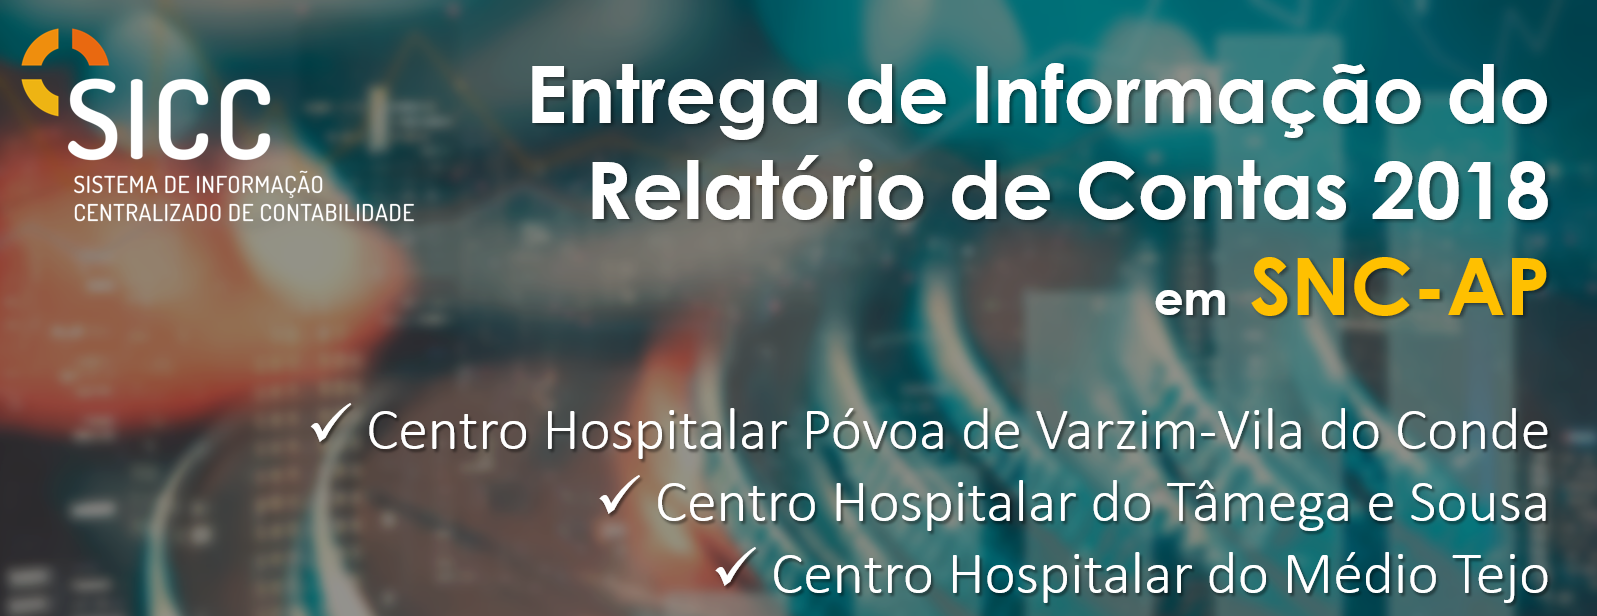 SICC
SISTEMA DE INFORMAÇÃO
CENTRALIZADO DE CONTABILIDADE
Entrega de Informação do
Relatório de Contas 2018
em SNC-AP
✓ Centro Hospitalar Póvoa de Varzim-Vila do Conde
✓ Centro Hospitalar do Tâmega e Sousa
✓ Centro Hospitalar do Médio Tejo